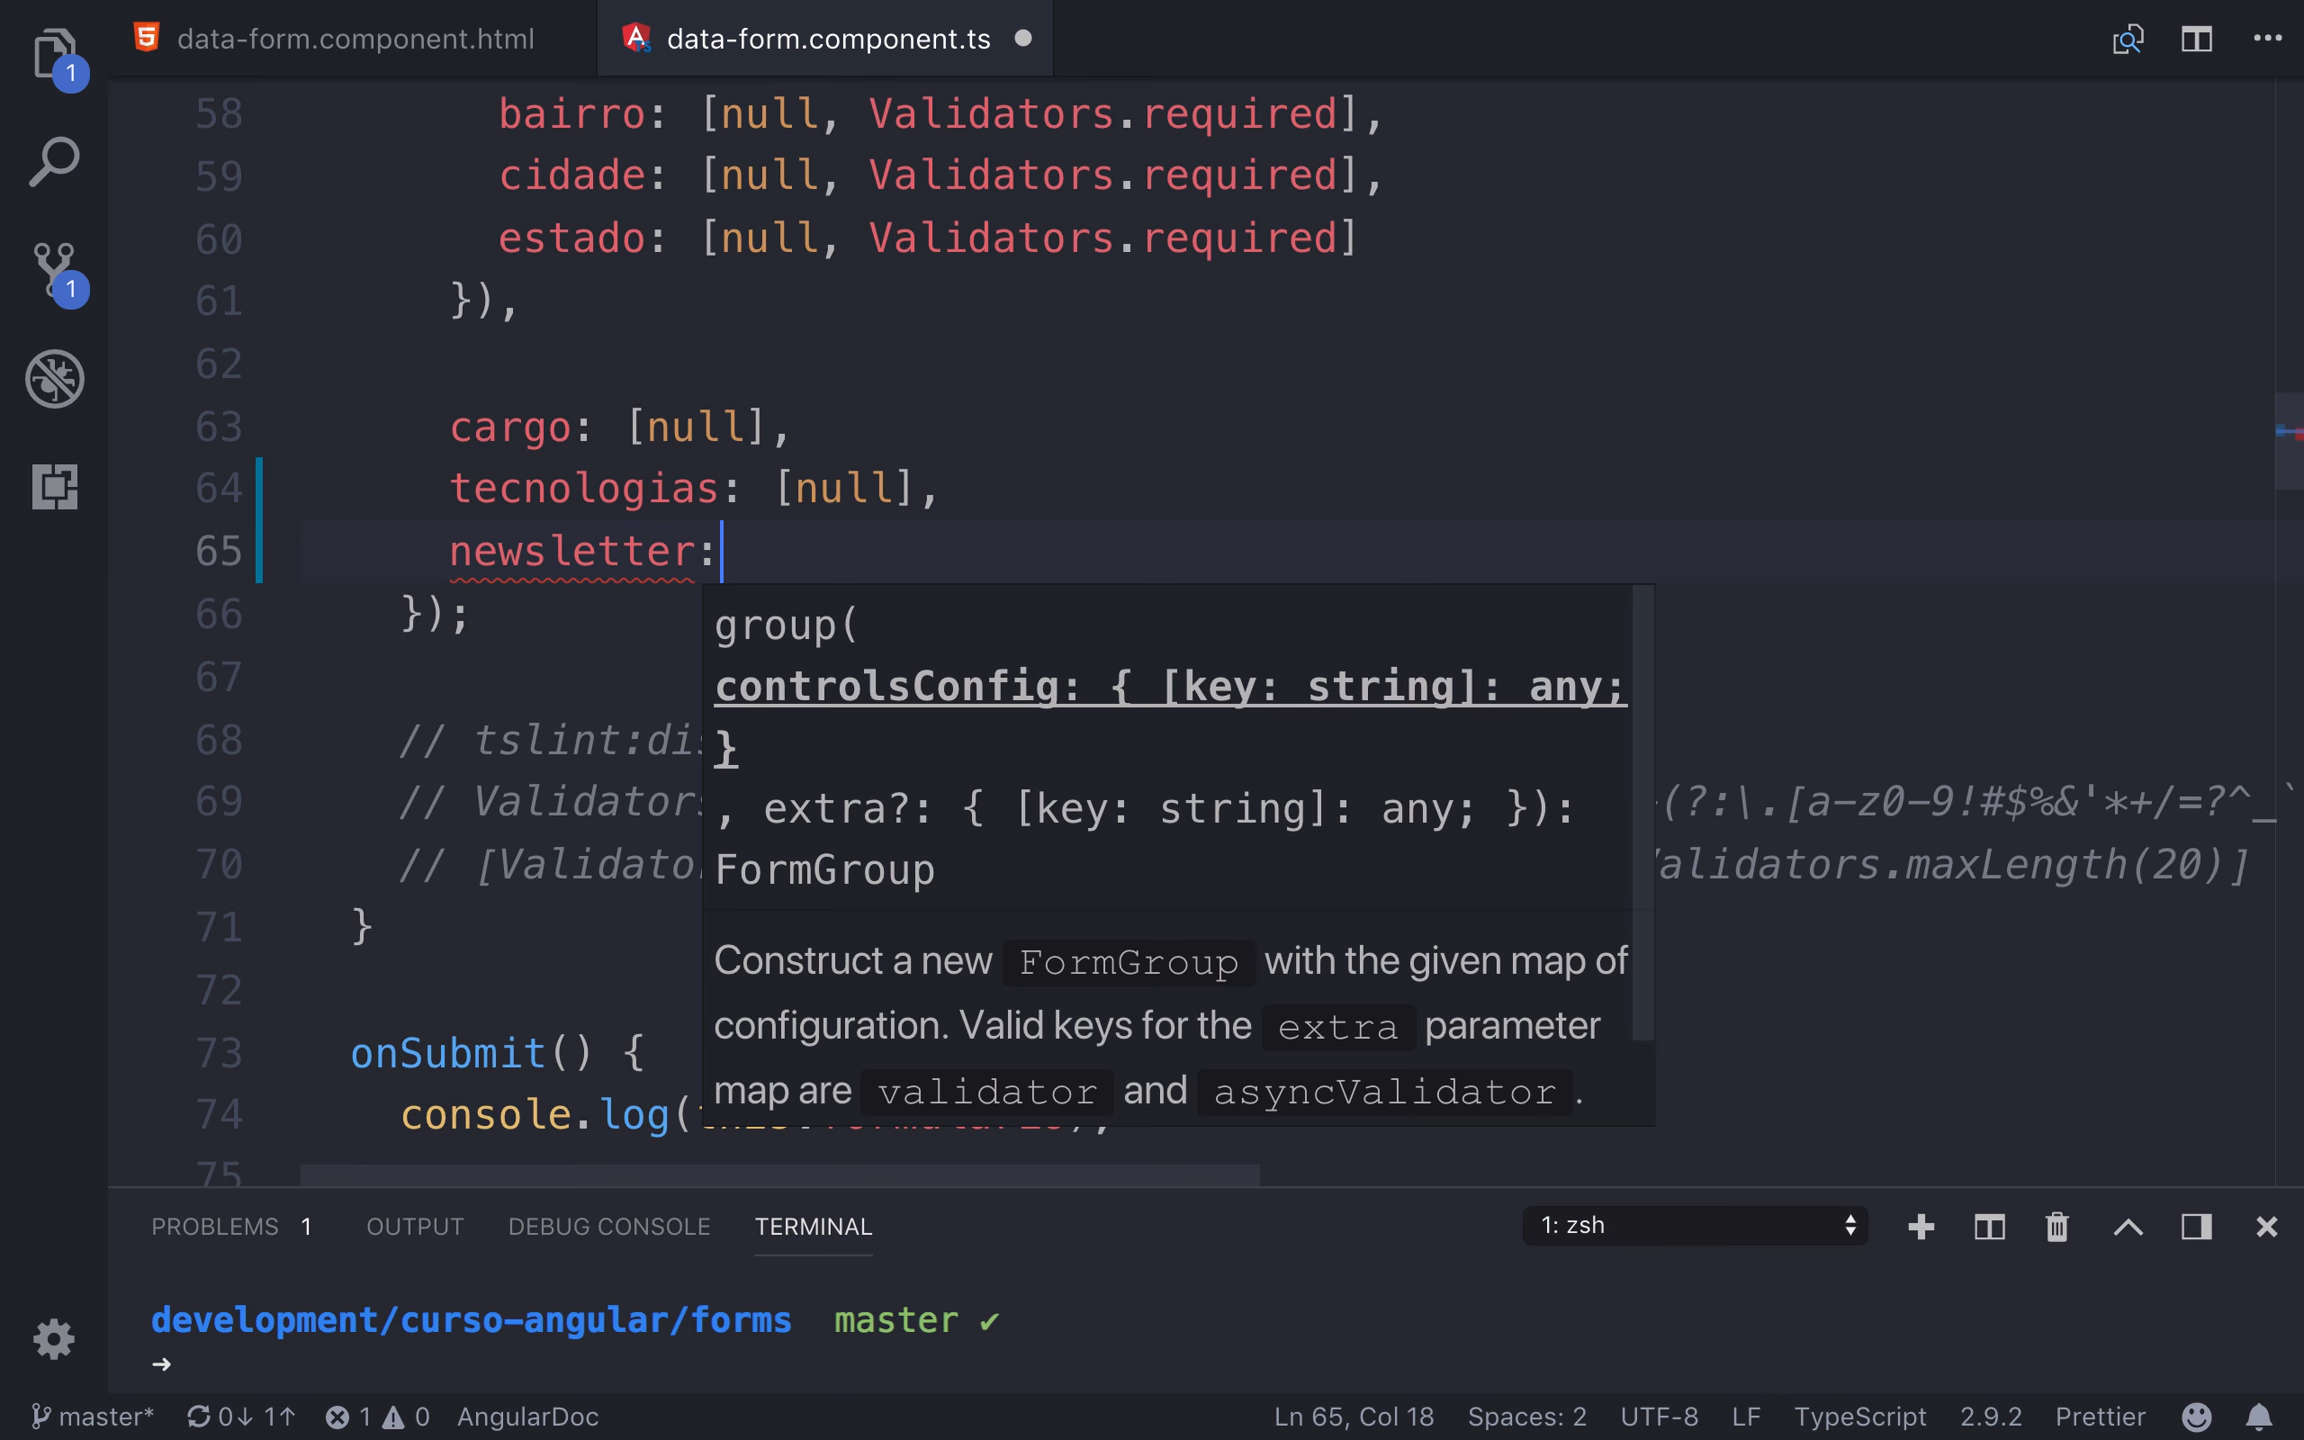 data-form.component.html
data-form.component.ts
58 bairro: [null, Validators.required],
59 cidade: [null, Validators.required],
60 estado: [null, Validators.required]
61 }),
62
63 cargo: [null],
64 tecnologias: [null],
65 newsletter:
66 });
67
68 // tslint:dis
69 // Validators (?:\.[a-z0-9!#$%&'*+/=?^_`
70 // [Validator alidators.maxLength(20)]
71 }
72
73 onSubmit() {
74 console.log(
75
group(
controlsConfig: { [key: string]: any;
}
, extra?: { [key: string]: any; }):
FormGroup
Construct a new FormGroup with the given map of
configuration. Valid keys for the extra parameter
map are validator and asyncValidator.
1
1
PROBLEMS 1 OUTPUT DEBUG CONSOLE TERMINAL 1: zsh
development/curso-angular/forms master ✔
➜
master* 0↓ 1↑ 1 0 AngularDoc Ln 65, Col 18 Spaces: 2 UTF-8 LF TypeScript 2.9.2 Prettier